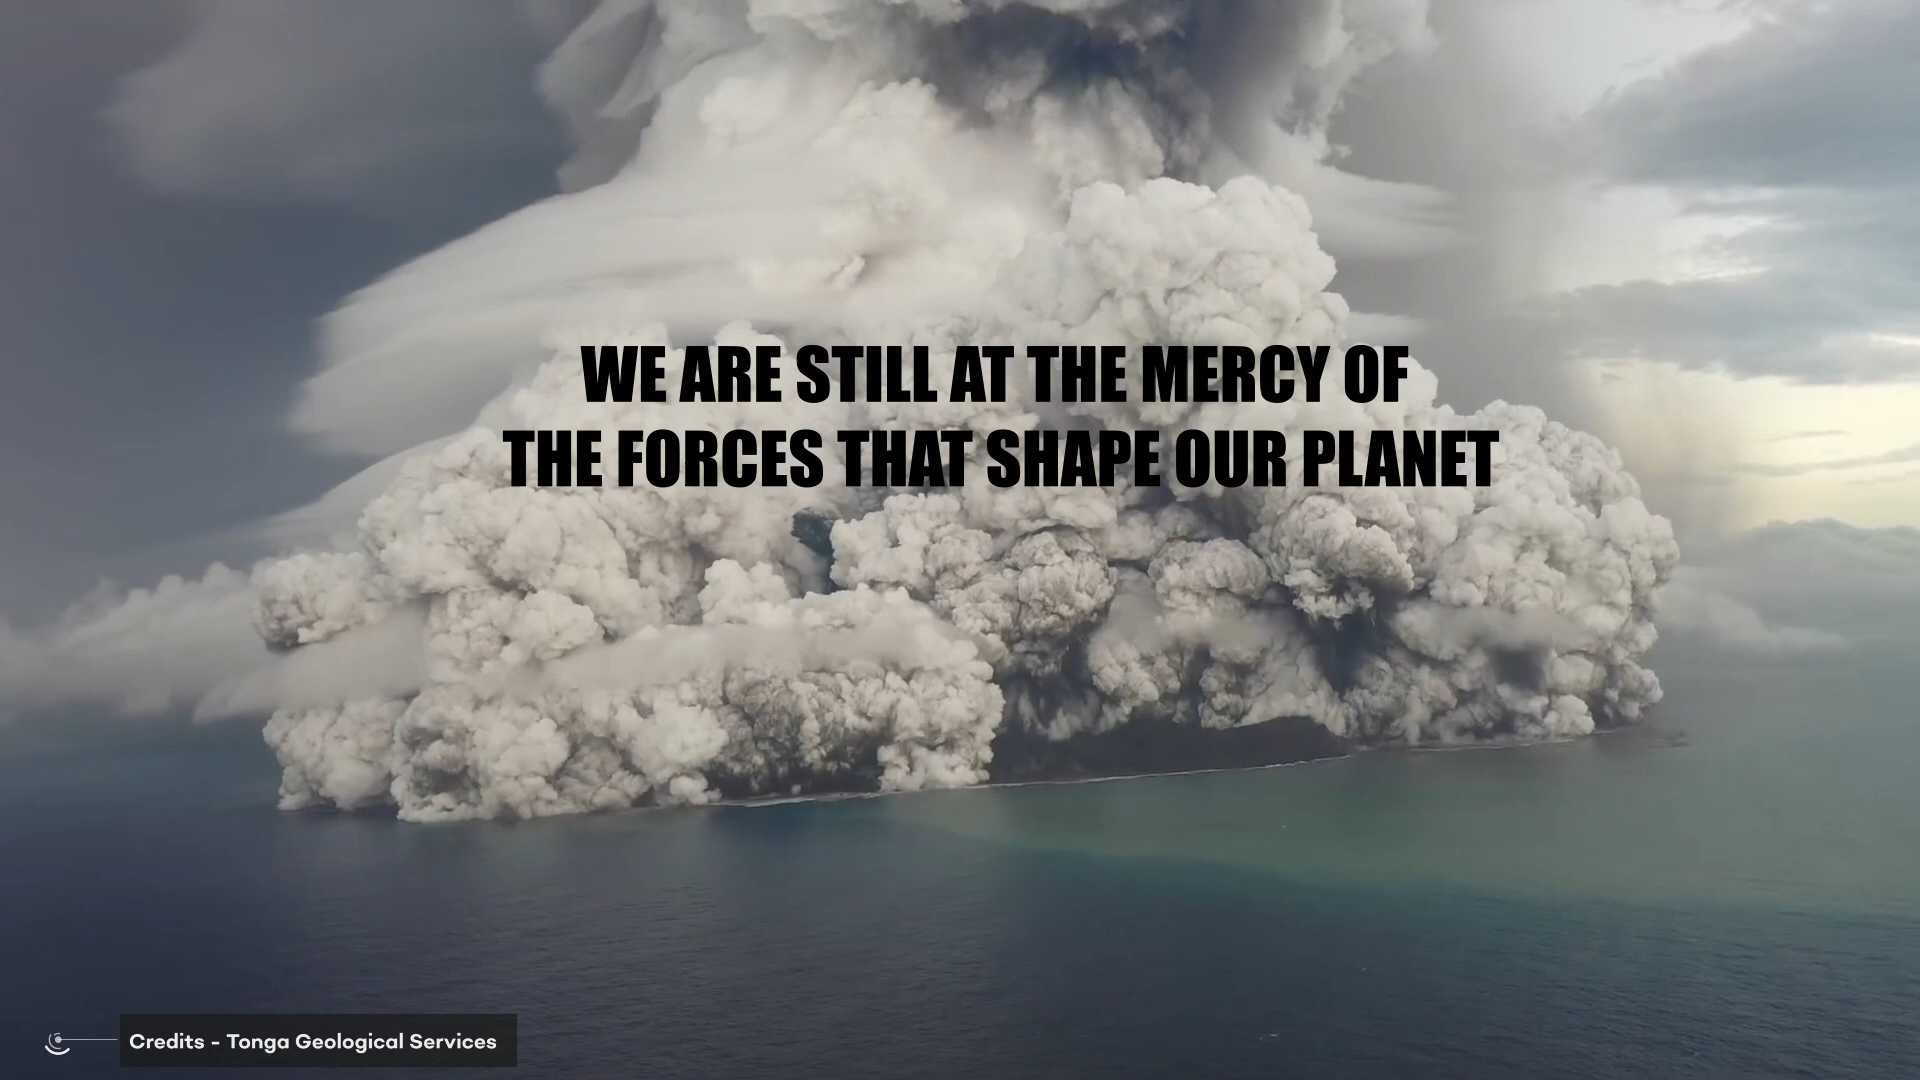 WE ARE STILL AT THE MERCY OF
THE FORCES THAT SHAPE OUR PLANET
Credits - Tonga Geological Services